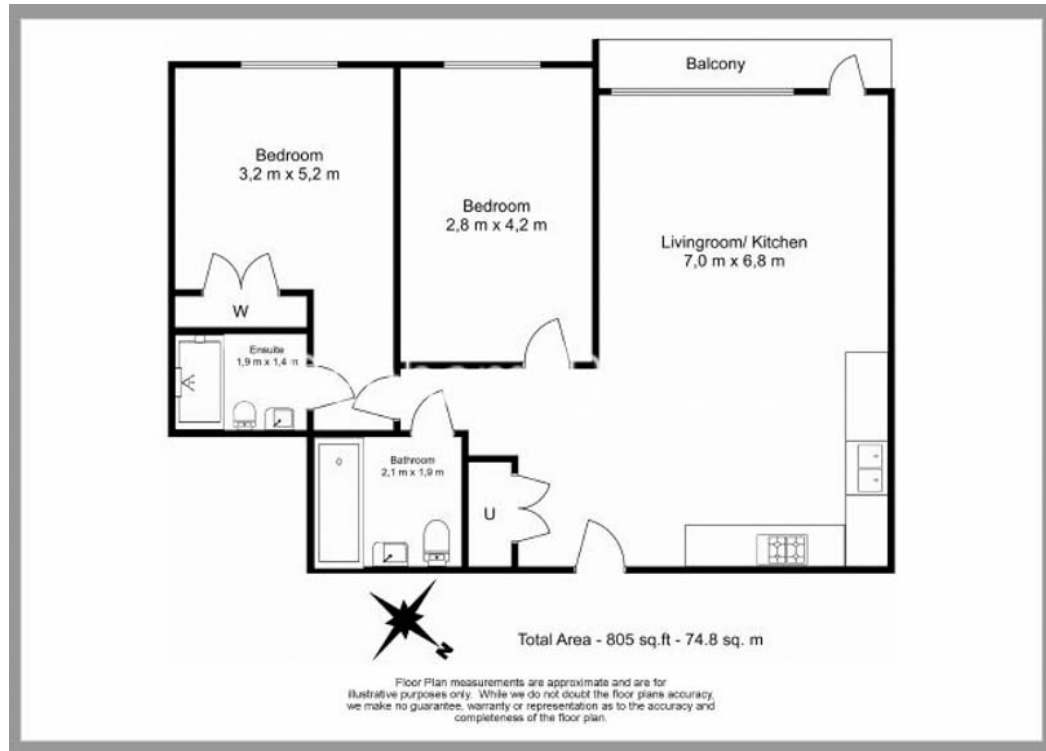 Balcony
Bedroom
3,2 m x 5,2 m
Bedroom
2,8 m x 4,2 m
Livingroom/ Kitchen
7,0 m x 6,8 m
W
Ensuite
1,9 m x 1,4 m
Bathroom
2,1 m x 1,9 m
U
N
Total Area - 805 sq.ft - 74.8 sq. m
Floor Plan measurements are approximate and are for
illustrative purposes only. While we do not doubt the floor plans accuracy,
we make no guarantee, warranty or representation as to the accuracy and
completeness of the floor plan.